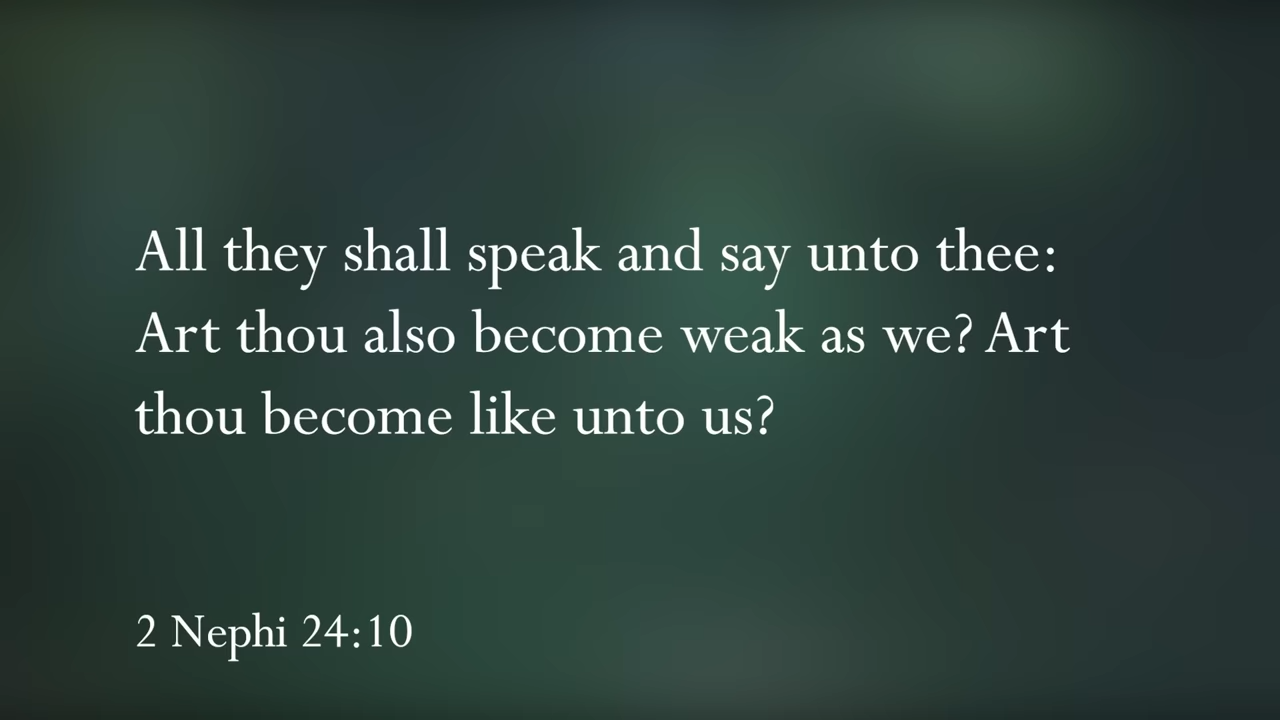 All they shall speak and say unto thee:
Art thou also become weak as we? Art
thou become like unto us?
2 Nephi 24:10